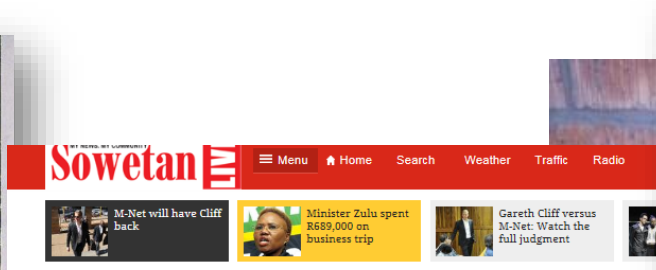 MY NEWS. MY COMMUNITY
Sowetan LIVE
Menu Home Search Weather Traffic Radio
M-Net will have Cliff
back
Minister Zulu spent
R689,000 on
business trip
Gareth Cliff versus
M-Net: Watch the
full judgment